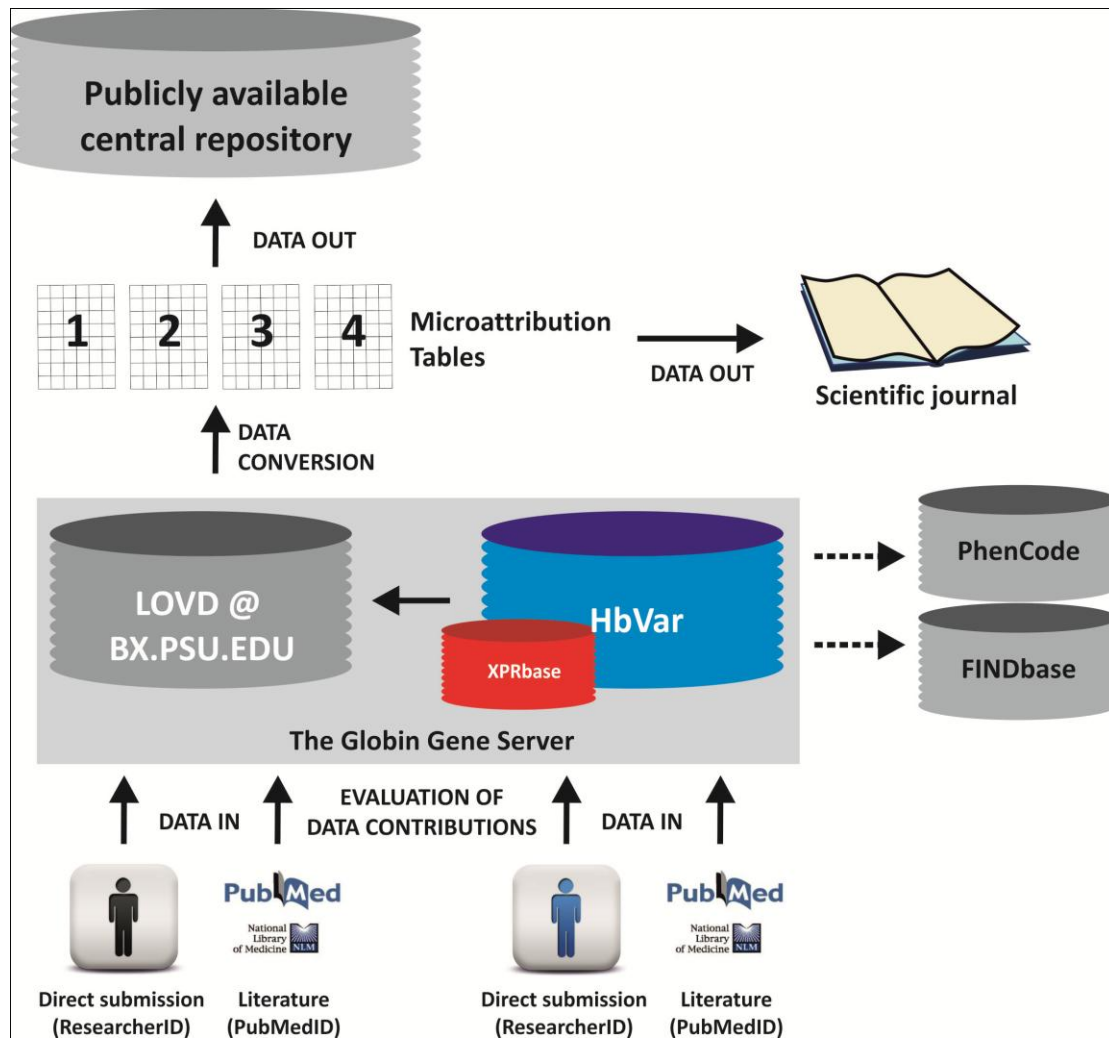 Publicly available
central repository
DATA OUT
1 2 3 4
Microattribution
Tables
DATA OUT
Scientific journal
DATA
CONVERSION
LOVD @
BX.PSU.EDU
HbVar
XPRbase
PhenCode
FINDbase
The Globin Gene Server
DATA IN
EVALUATION OF
DATA CONTRIBUTIONS
DATA IN
PubMed
National
Library
of Medicine
NLM
PubMed
National
Library
of Medicine
NLM
Direct submission
(ResearcherID)
Literature
(PubMedID)
Direct submission
(ResearcherID)
Literature
(PubMedID)